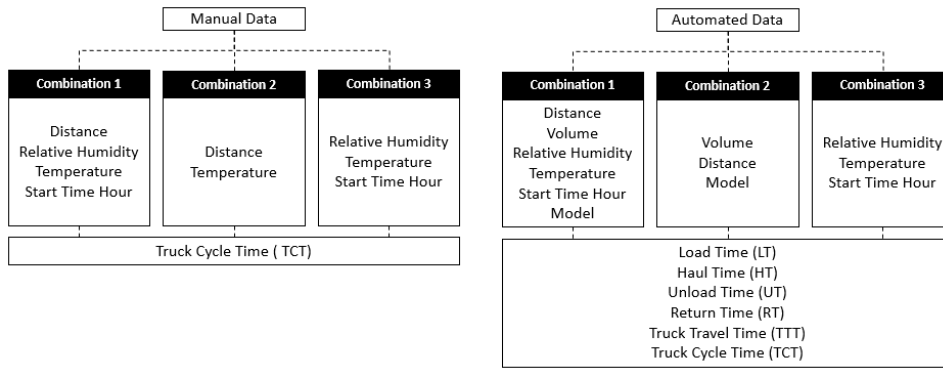 Manual Data
Combination 1
Distance
Relative Humidity
Temperature
Start Time Hour
Combination 2
Distance
Temperature
Combination 3
Relative Humidity
Temperature
Start Time Hour
Truck Cycle Time ( TCT)
Automated Data
Combination 1
Distance
Volume
Relative Humidity
Temperature
Start Time Hour
Model
Combination 2
Volume
Distance
Model
Combination 3
Relative Humidity
Temperature
Start Time Hour
Load Time (LT)
Haul Time (HT)
Unload Time (UT)
Return Time (RT)
Truck Travel Time (TTT)
Truck Cycle Time (TCT)